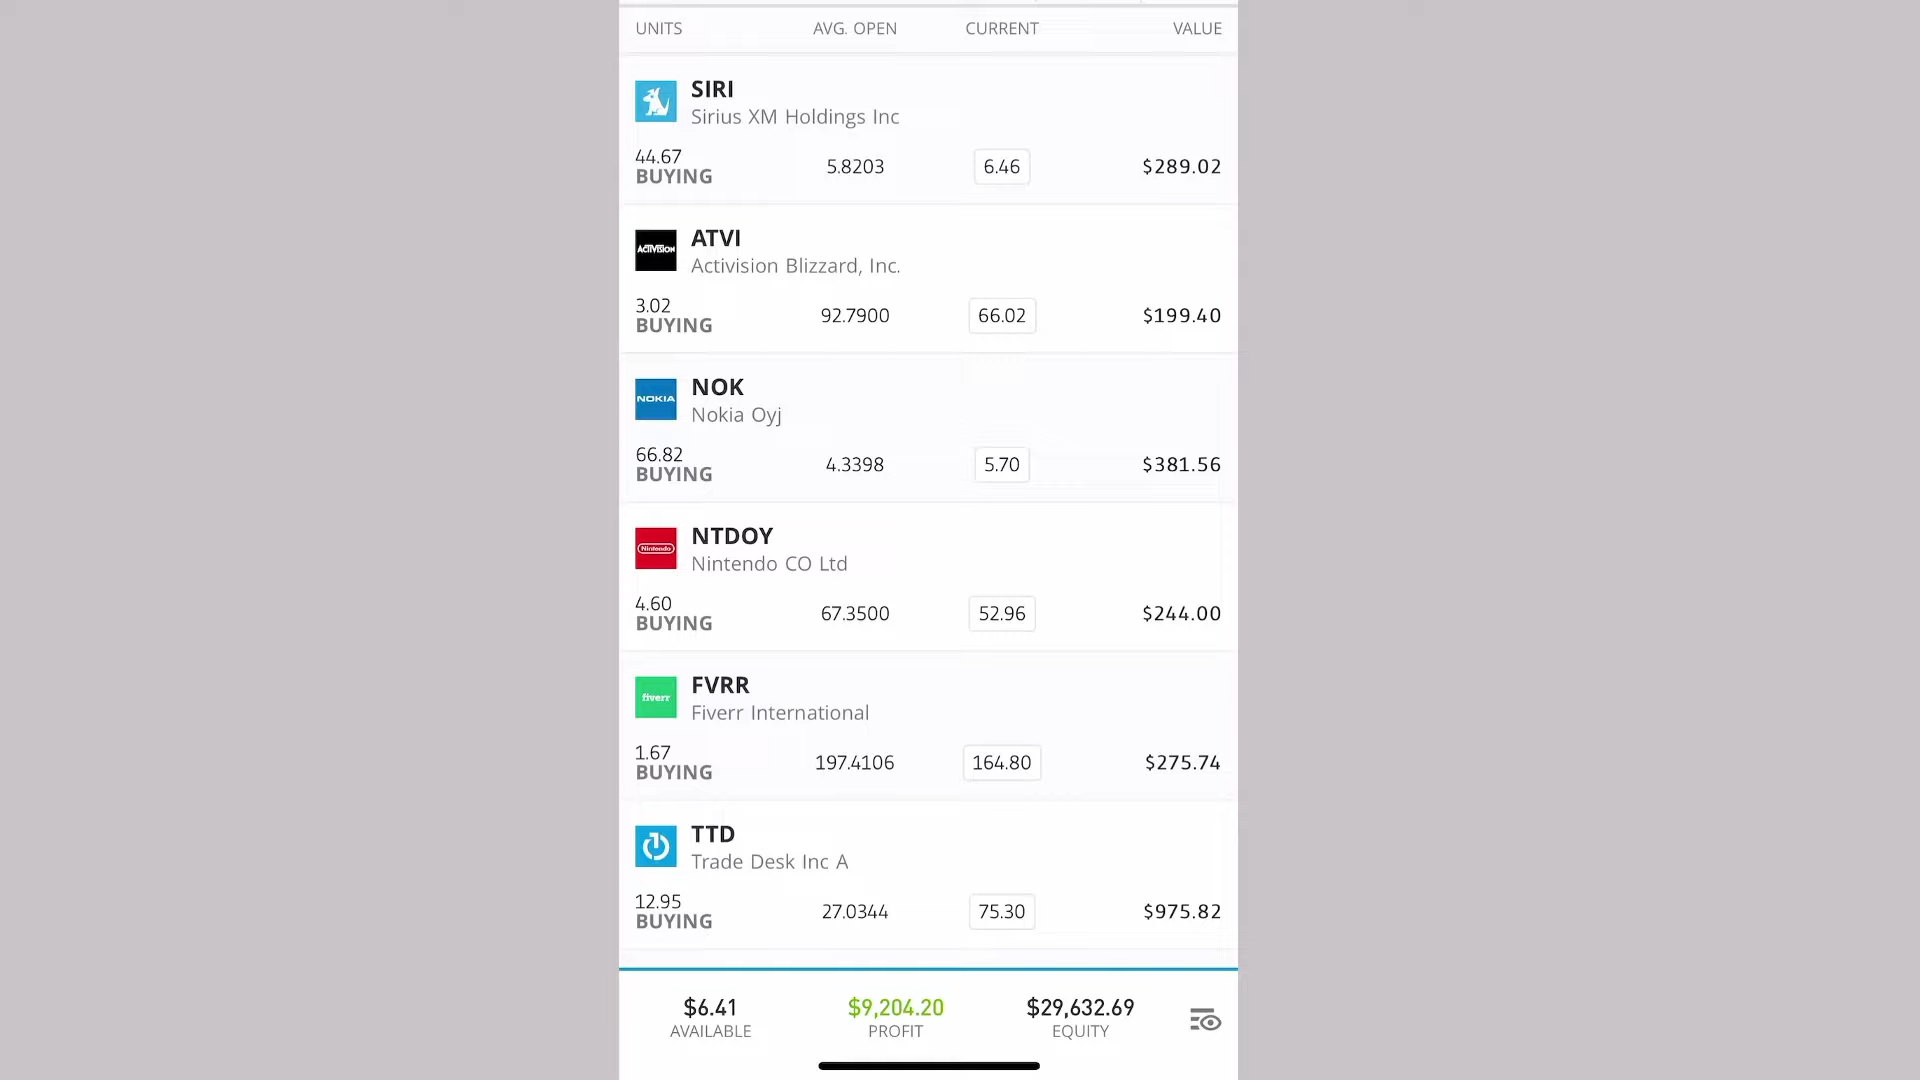 UNITS AVG. OPEN CURRENT VALUE
SIRI
Sirius XM Holdings Inc
44.67
BUYING 5.8203 6.46 $289.02
ACTIVISION
ATVI
Activision Blizzard, Inc.
3.02
BUYING 92.7900 66.02 $199.40
NOKIA
NOK
Nokia Oyj
66.82
BUYING 4.3398 5.70 $381.56
Nintendo
NTDOY
Nintendo CO Ltd
4.60
BUYING 67.3500 52.96 $244.00
fiverr
FVRR
Fiverr International
1.67
BUYING 197.4106 164.80 $275.74
TTD
Trade Desk Inc A
12.95
BUYING 27.0344 75.30 $975.82
$6.41 $9,204.20 $29,632.69
AVAILABLE PROFIT EQUITY